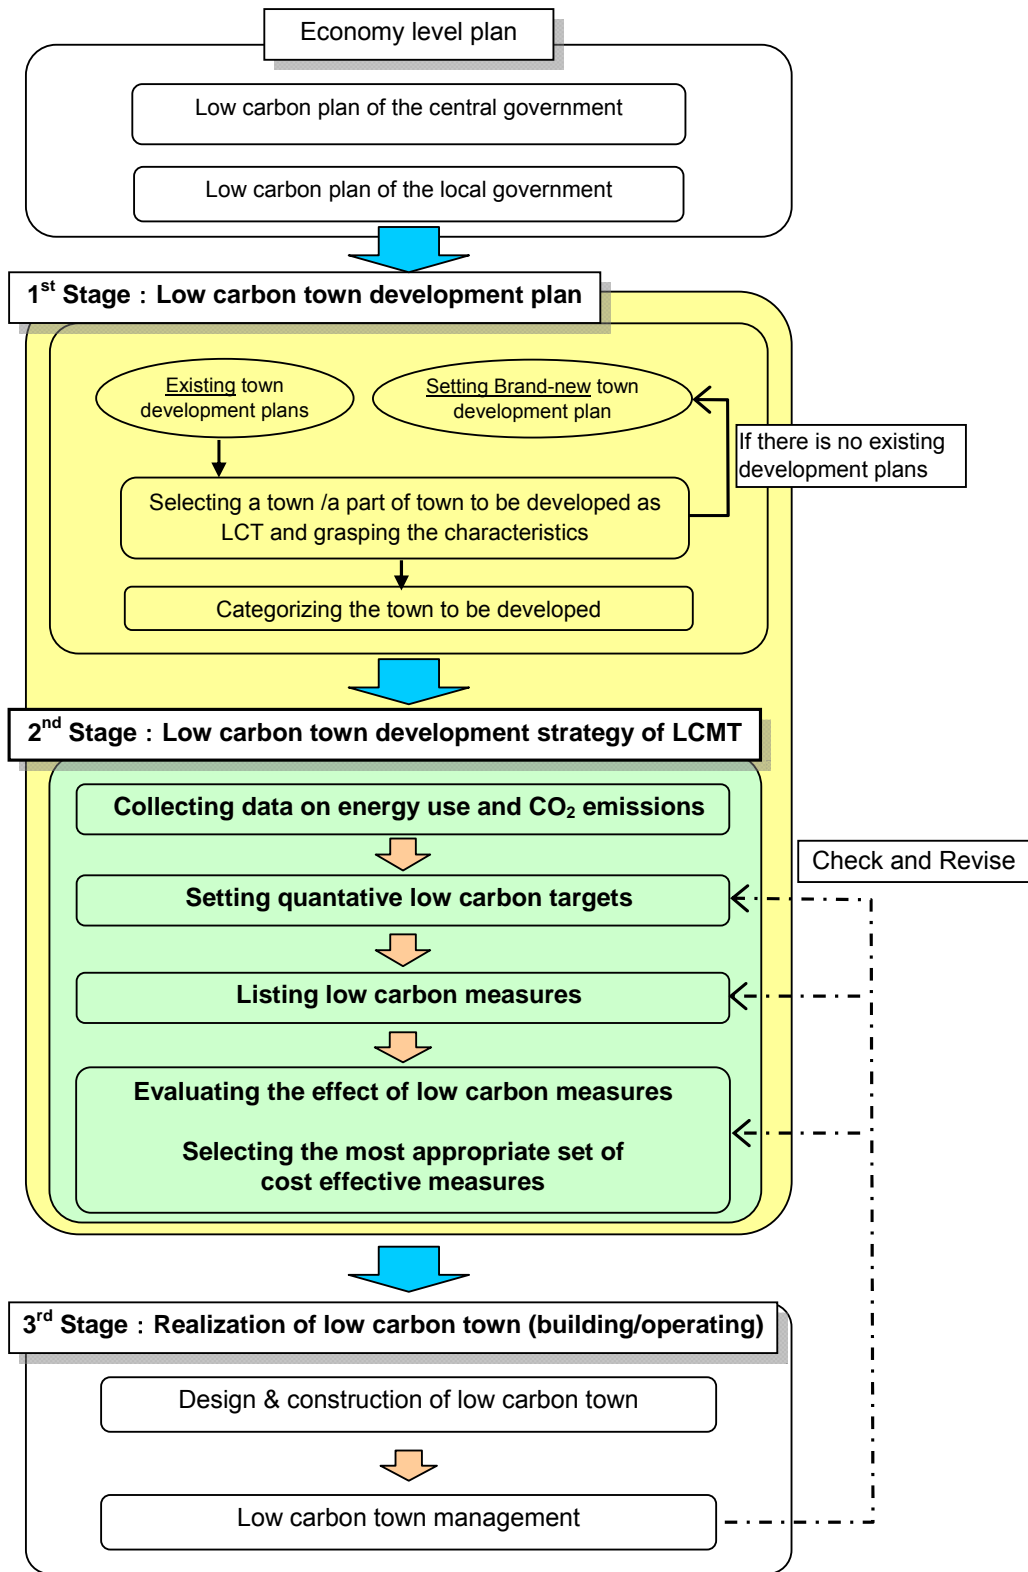 Economy level plan
Low carbon plan of the central government
Low carbon plan of the local government
1st Stage : Low carbon town development plan
Existing town
development plans
Setting Brand-new town
development plan
If there is no existing
development plans
Selecting a town /a part of town to be developed as
LCT and grasping the characteristics
Categorizing the town to be developed
2nd Stage : Low carbon town development strategy of LCMT
Collecting data on energy use and CO₂ emissions
Check and Revise
Setting quantative low carbon targets
Listing low carbon measures
Evaluating the effect of low carbon measures
Selecting the most appropriate set of
cost effective measures
3rd Stage : Realization of low carbon town (building/operating)
Design & construction of low carbon town
Low carbon town management